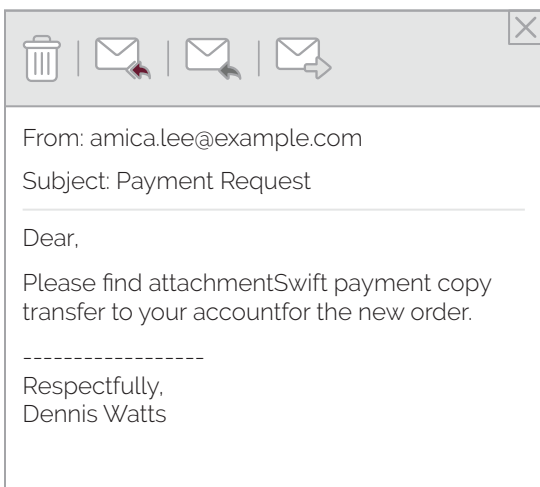 From: amica.lee@example.com
Subject: Payment Request
Dear,
Please find attachmentSwift payment copy
transfer to your accountfor the new order.
------------------
Respectfully,
Dennis Watts